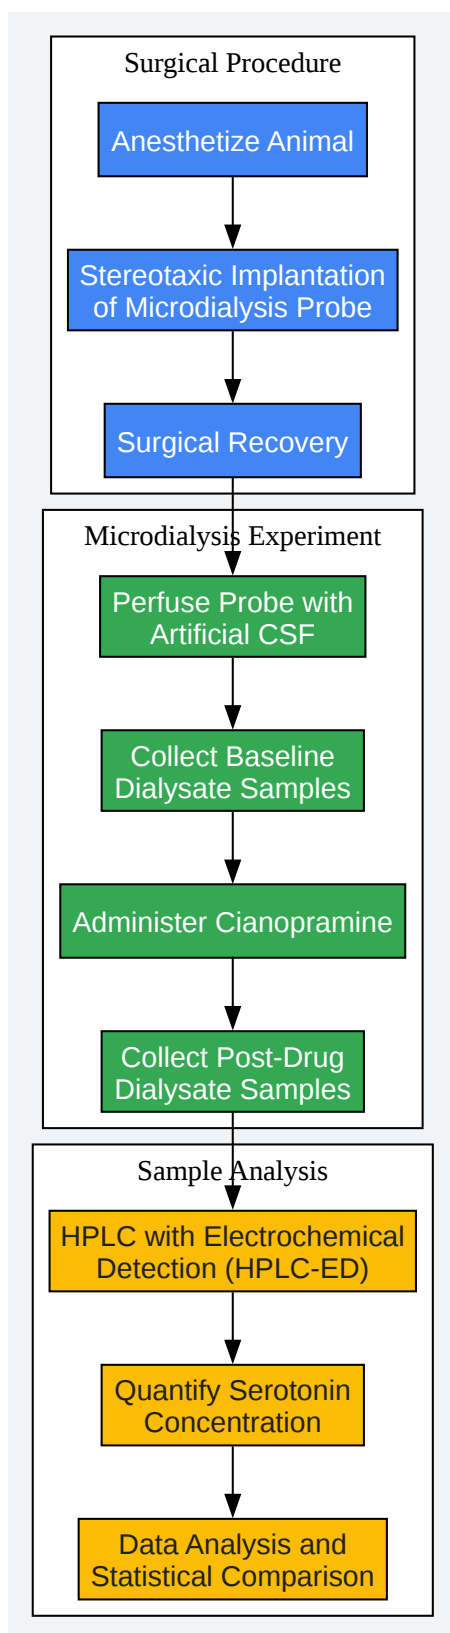 Surgical Procedure
Anesthetize Animal
Stereotaxic Implantation
of Microdialysis Probe
Surgical Recovery
Microdialysis Experiment
Perfuse Probe with
Artificial CSF
Collect Baseline
Dialysate Samples
Administer Cianopramine
Collect Post-Drug
Dialysate Samples
Sample Analysis
HPLC with Electrochemical
Detection (HPLC-ED)
Quantify Serotonin
Concentration
Data Analysis and
Statistical Comparison